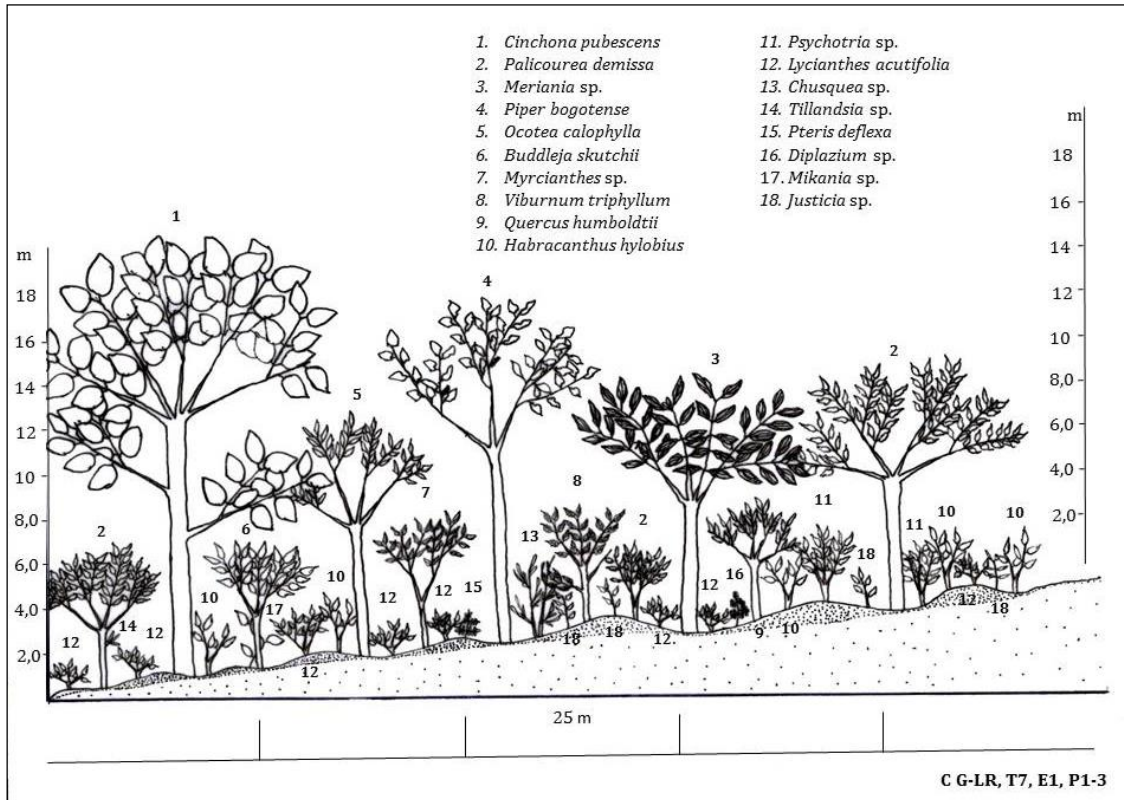 1. Cinchona pubescens
2. Palicourea demissa
3. Meriania sp.
4. Piper bogotense
5. Ocotea calophylla
6. Buddleja skutchii
7. Myrcianthes sp.
8. Viburnum triphyllum
9. Quercus humboldtii
10. Habracanthus hylobius
11. Psychotria sp.
12. Lycianthes acutifolia
13. Chusquea sp.
14. Tillandsia sp.
15. Pteris deflexa
16. Diplazium sp.
17. Mikania sp.
18. Justicia sp.
m
18
16
14
12
10
8,0
6,0
4,0
2,0
m
18
16
14
12
10
8,0
6,0
4,0
2,0
1
4
3
2
5
7
8
6
2
13
2
11
11
10
10
18
10
10
12
12
15
12
16
17
14
12
12
18
18
12
9
10
12
18
12
25 m
C G-LR, T7, E1, P1-3